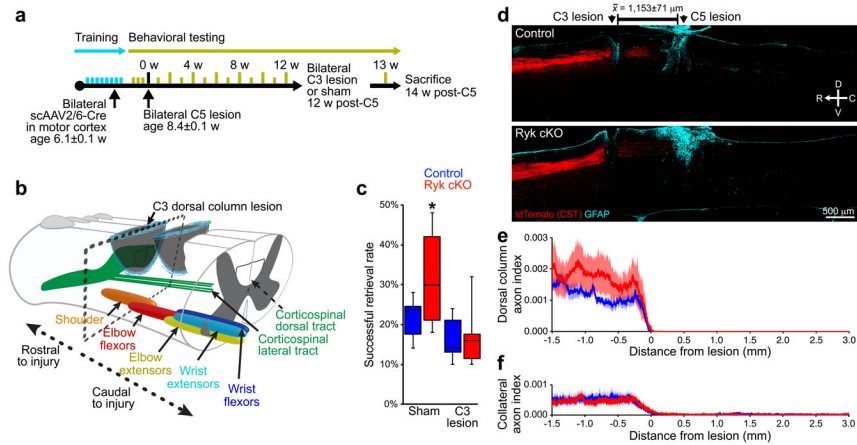 a
Training
Behavioral testing
0 w
4 w
8 w
12 w
Bilateral
C3 lesion
or sham
12 w post-C5
13 w
Sacrifice
14 w post-C5
Bilateral
scAAV2/6-Cre
in motor cortex
age 6.1±0.1 w
Bilateral C5 lesion
age 8.4±0.1 w
b
C3 dorsal column lesion
Corticospinal
dorsal tract
Corticospinal
lateral tract
Shoulder
Elbow
flexors
Elbow
extensors
Wrist
extensors
Wrist
flexors
Rostral
to injury
Caudal
to injury
c
Control
Ryk cKO
Successful retrieval rate
50%
40%
30%
20%
10%
0%
*
Sham
C3
lesion
d
x̄ = 1,153±71 μm
C3 lesion
C5 lesion
Control
D
R
C
V
Ryk cKO
tdTomato (CST) GFAP
500 μm
e
Dorsal column
axon index
0.003
0.002
0.001
0.000
-1.5 -1.0 -0.5 0.0 0.5 1.0 1.5 2.0 2.5 3.0
Distance from lesion (mm)
f
Collateral
axon index
0.001
0.000
-1.5 -1.0 -0.5 0.0 0.5 1.0 1.5 2.0 2.5 3.0
Distance from lesion (mm)